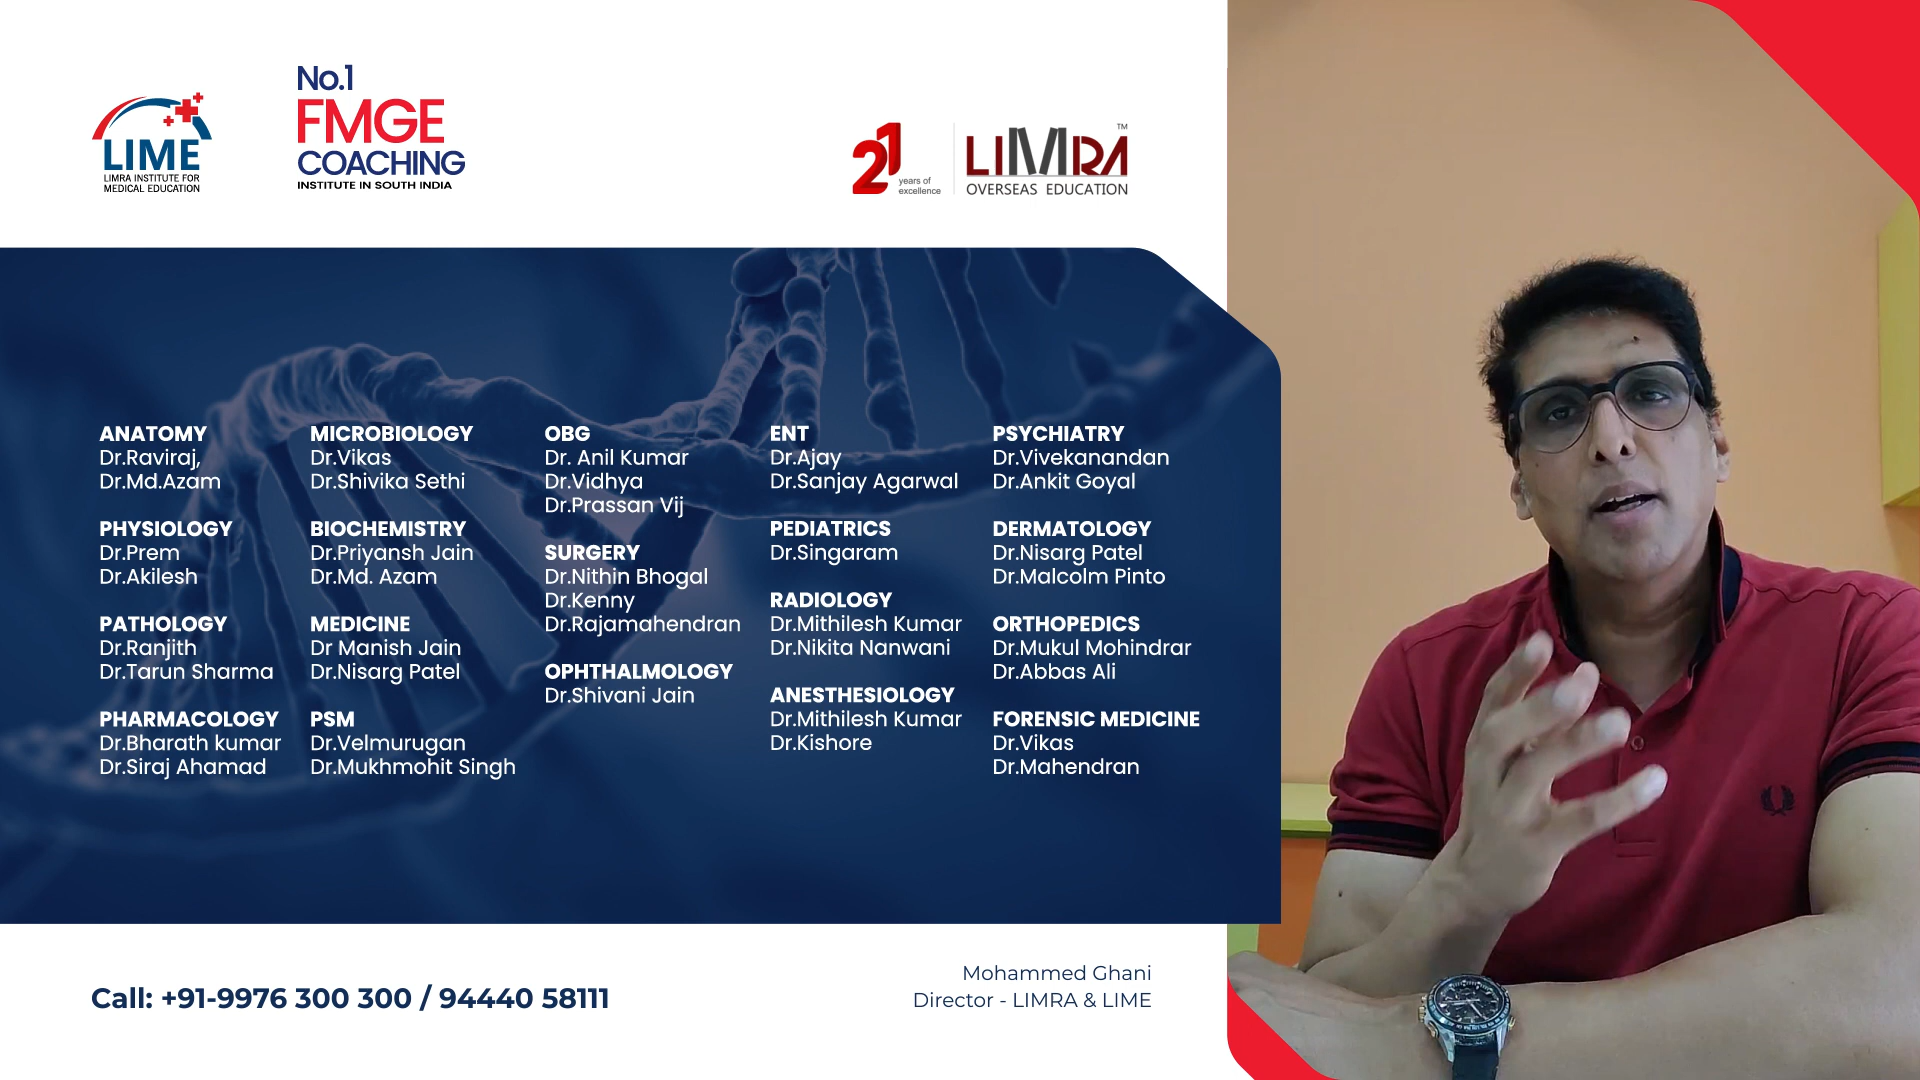 LIME
LIMRA INSTITUTE FOR
MEDICAL EDUCATION
No.1
FMGE
COACHING
INSTITUTE IN SOUTH INDIA
21
years of
excellence
LIMRA
TM
OVERSEAS EDUCATION
ANATOMY
Dr.Raviraj,
Dr.Md.Azam
PHYSIOLOGY
Dr.Prem
Dr.Akilesh
PATHOLOGY
Dr.Ranjith
Dr.Tarun Sharma
PHARMACOLOGY
Dr.Bharath kumar
Dr.Siraj Ahamad
MICROBIOLOGY
Dr.Vikas
Dr.Shivika Sethi
BIOCHEMISTRY
Dr.Priyansh Jain
Dr.Md. Azam
MEDICINE
Dr Manish Jain
Dr.Nisarg Patel
PSM
Dr.Velmurugan
Dr.Mukhmohit Singh
OBG
Dr. Anil Kumar
Dr.Vidhya
Dr.Prassan Vij
SURGERY
Dr.Nithin Bhogal
Dr.Kenny
Dr.Rajamahendran
OPHTHALMOLOGY
Dr.Shivani Jain
ENT
Dr.Ajay
Dr.Sanjay Agarwal
PEDIATRICS
Dr.Singaram
RADIOLOGY
Dr.Mithilesh Kumar
Dr.Nikita Nanwani
ANESTHESIOLOGY
Dr.Mithilesh Kumar
Dr.Kishore
PSYCHIATRY
Dr.Vivekanandan
Dr.Ankit Goyal
DERMATOLOGY
Dr.Nisarg Patel
Dr.Malcolm Pinto
ORTHOPEDICS
Dr.Mukul Mohindrar
Dr.Abbas Ali
FORENSIC MEDICINE
Dr.Vikas
Dr.Mahendran
Call: +91-9976 300 300 / 94440 58111
Mohammed Ghani
Director - LIMRA & LIME